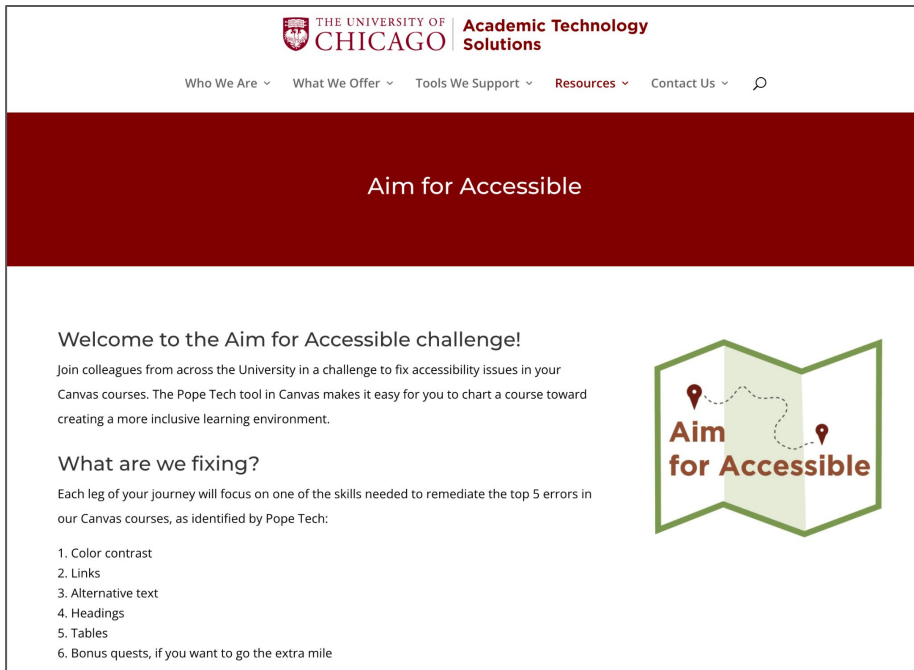 THE UNIVERSITY OF
CHICAGO
Academic Technology
Solutions
Who We Are
What We Offer
Tools We Support
Resources
Contact Us
Aim for Accessible
Welcome to the Aim for Accessible challenge!
Join colleagues from across the University in a challenge to fix accessibility issues in your
Canvas courses. The Pope Tech tool in Canvas makes it easy for you to chart a course toward
creating a more inclusive learning environment.
What are we fixing?
Each leg of your journey will focus on one of the skills needed to remediate the top 5 errors in
our Canvas courses, as identified by Pope Tech:
1. Color contrast
2. Links
3. Alternative text
4. Headings
5. Tables
6. Bonus quests, if you want to go the extra mile
Aim
for Accessible